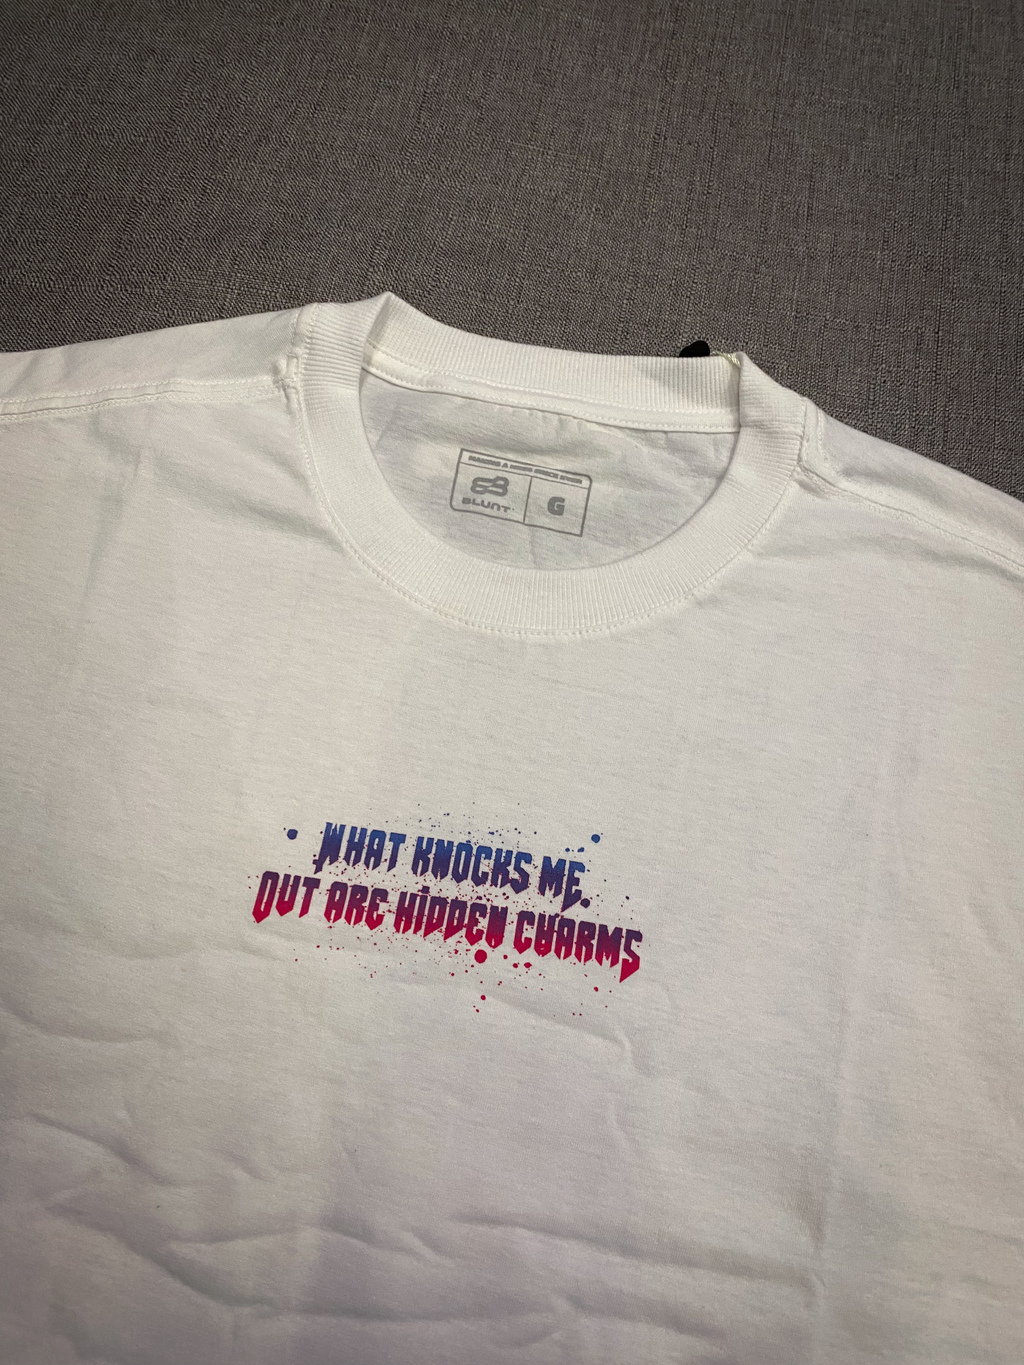 BLUNT
G
WHAT KNOCKS ME.
OUT ARE HIDDEN CHARMS